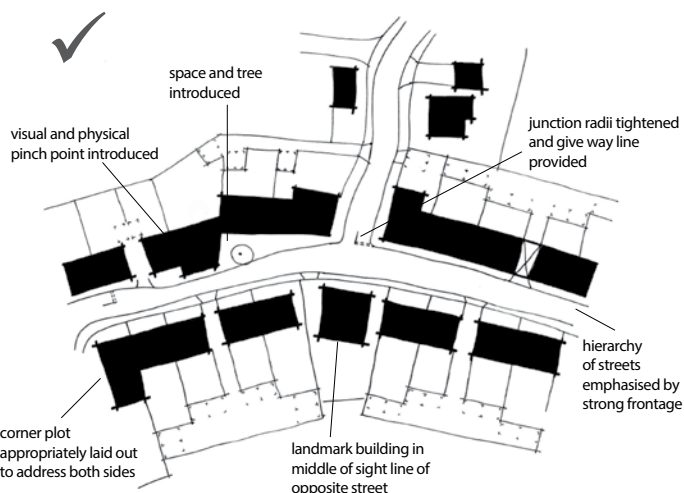 space and tree
introduced
visual and physical
pinch point introduced
junction radii tightened
and give way line
provided
hierarchy
of streets
emphasised by
strong frontage
corner plot
appropriately laid out
to address both sides
landmark building in
middle of sight line of
opposite street